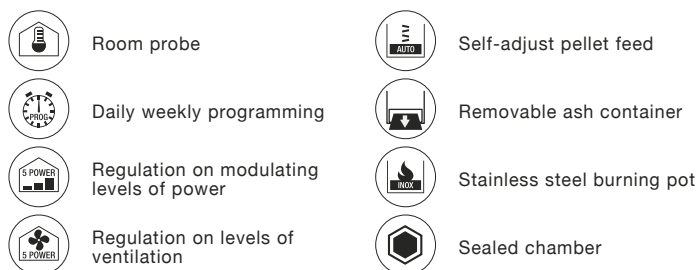 Room probe
PROG.
Daily weekly programming
5 POWER
Regulation on modulating
levels of power
5 POWER
Regulation on levels of
ventilation
AUTO
Self-adjust pellet feed
Removable ash container
INOX
Stainless steel burning pot
Sealed chamber